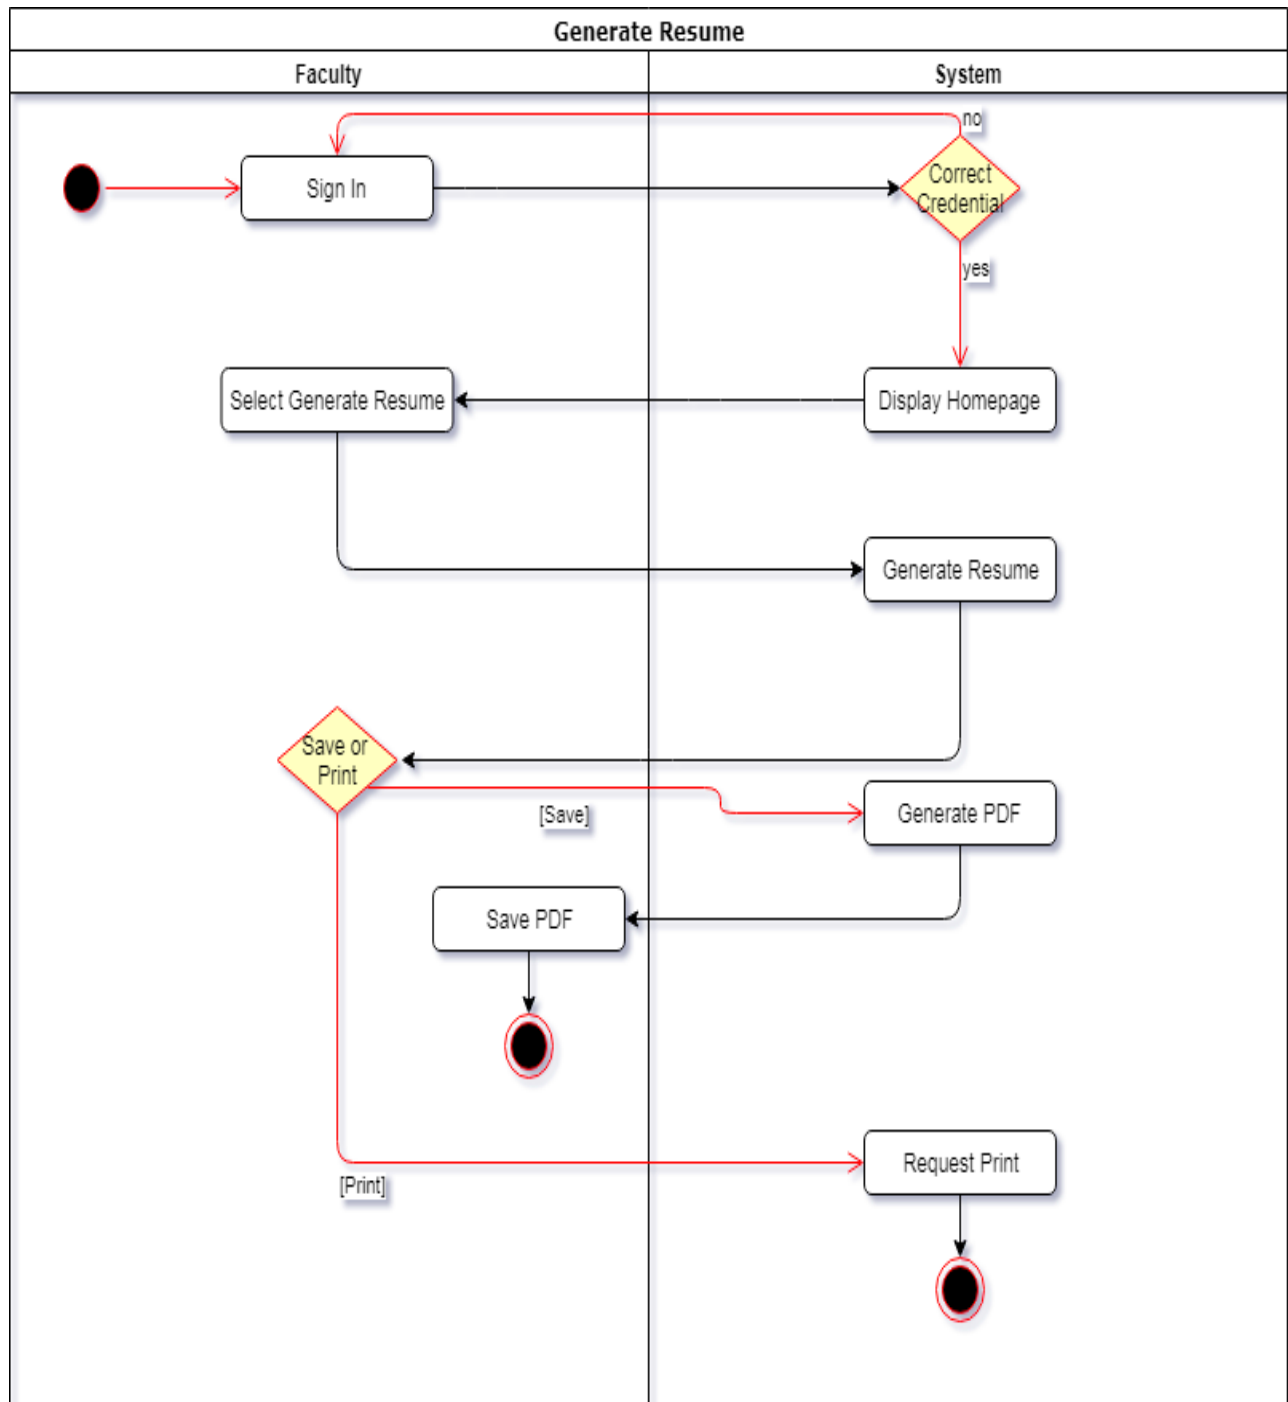 Generate Resume
Faculty
System
no
Sign In
Correct
Credential
yes
Select Generate Resume
Display Homepage
Generate Resume
Save or
Print
[Save]
Generate PDF
Save PDF
Request Print
[Print]